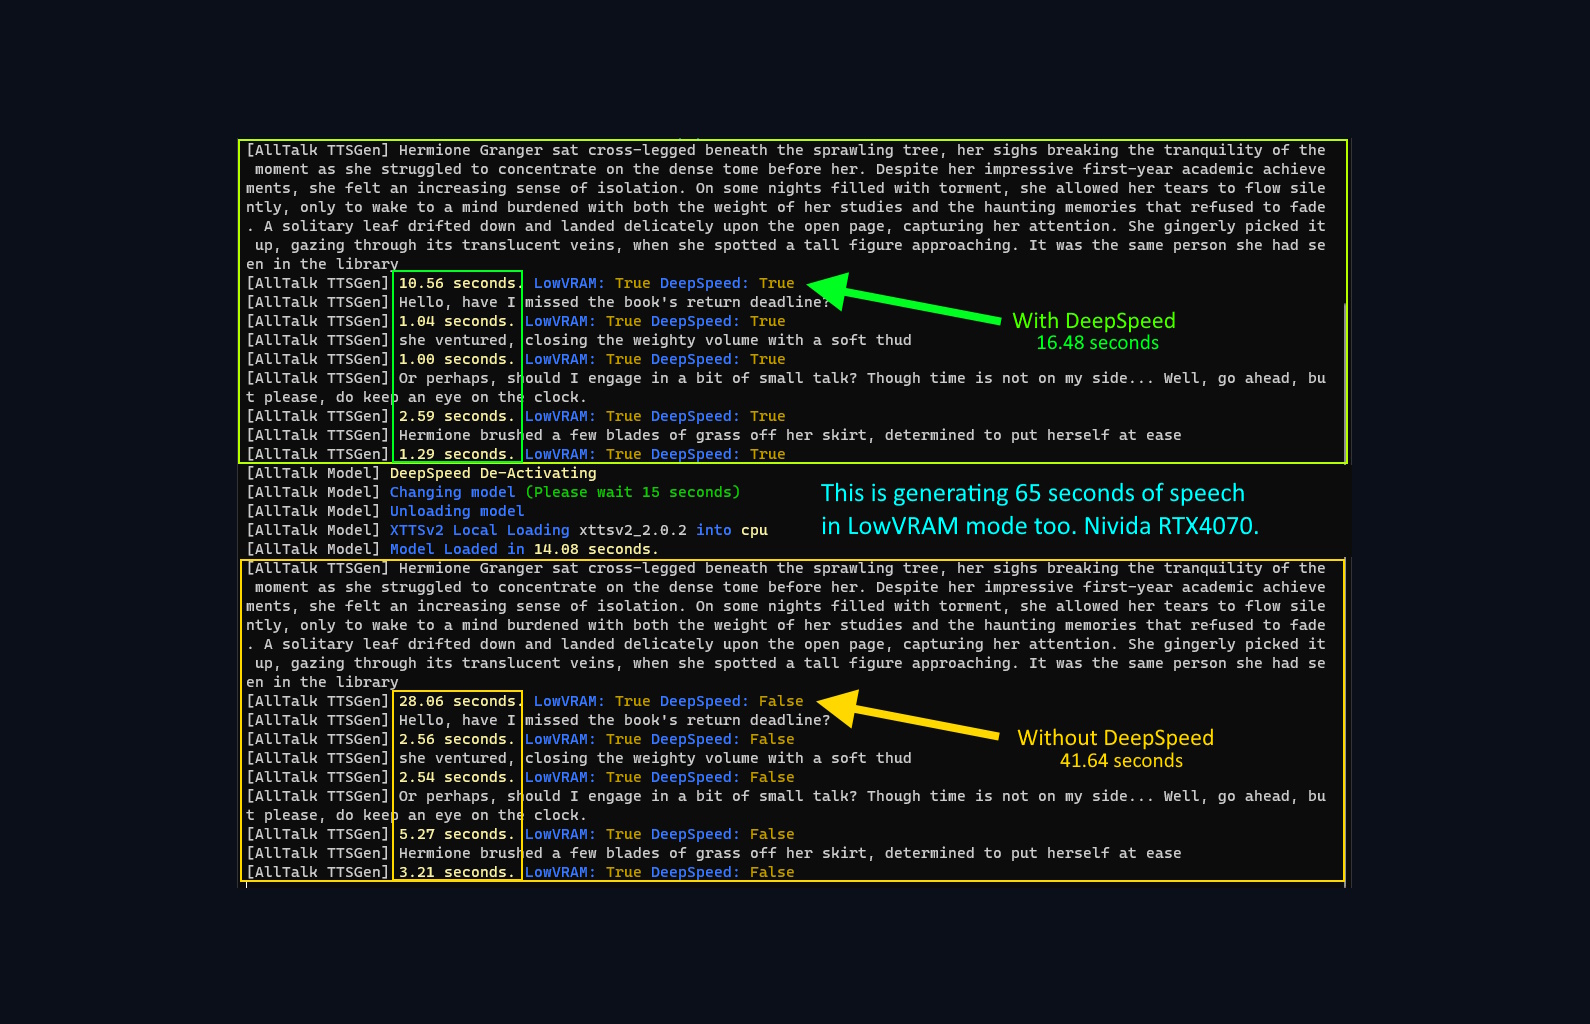 [AllTalk TTSGen] Hermione Granger sat cross-legged beneath the sprawling tree, her sighs breaking the tranquility of the
moment as she struggled to concentrate on the dense tome before her. Despite her impressive first-year academic achieve
ments, she felt an increasing sense of isolation. On some nights filled with torment, she allowed her tears to flow sile
ntly, only to wake to a mind burdened with both the weight of her studies and the haunting memories that refused to fade
. A solitary leaf drifted down and landed delicately upon the open page, capturing her attention. She gingerly picked it
up, gazing through its translucent veins, when she spotted a tall figure approaching. It was the same person she had se
en in the library
[AllTalk TTSGen] 10.56 seconds. LowVRAM: True DeepSpeed: True
[AllTalk TTSGen] Hello, have I missed the book's return deadline?
[AllTalk TTSGen] 1.04 seconds. LowVRAM: True DeepSpeed: True
With DeepSpeed
16.48 seconds
[AllTalk TTSGen] she ventured, closing the weighty volume with a soft thud
[AllTalk TTSGen] 1.00 seconds. LowVRAM: True DeepSpeed: True
[AllTalk TTSGen] Or perhaps, should I engage in a bit of small talk? Though time is not on my side... Well, go ahead, bu
t please, do keep an eye on the clock.
[AllTalk TTSGen] 2.59 seconds. LowVRAM: True DeepSpeed: True
[AllTalk TTSGen] Hermione brushed a few blades of grass off her skirt, determined to put herself at ease
[AllTalk TTSGen] 1.29 seconds. LowVRAM: True DeepSpeed: True
[AllTalk Model] DeepSpeed De-Activating
[AllTalk Model] Changing model (Please wait 15 seconds)
[AllTalk Model] Unloading model
[AllTalk Model] XTTSv2 Local Loading xttsv2_2.0.2 into cpu
[AllTalk Model] Model Loaded in 14.08 seconds.
This is generating 65 seconds of speech
in LowVRAM mode too. Nivida RTX4070.
[AllTalk TTSGen] Hermione Granger sat cross-legged beneath the sprawling tree, her sighs breaking the tranquility of the
moment as she struggled to concentrate on the dense tome before her. Despite her impressive first-year academic achieve
ments, she felt an increasing sense of isolation. On some nights filled with torment, she allowed her tears to flow sile
ntly, only to wake to a mind burdened with both the weight of her studies and the haunting memories that refused to fade
. A solitary leaf drifted down and landed delicately upon the open page, capturing her attention. She gingerly picked it
up, gazing through its translucent veins, when she spotted a tall figure approaching. It was the same person she had se
en in the library
[AllTalk TTSGen] 28.06 seconds. LowVRAM: True DeepSpeed: False
[AllTalk TTSGen] Hello, have I missed the book's return deadline?
[AllTalk TTSGen] 2.56 seconds. LowVRAM: True DeepSpeed: False
Without DeepSpeed
41.64 seconds
[AllTalk TTSGen] she ventured, closing the weighty volume with a soft thud
[AllTalk TTSGen] 2.54 seconds. LowVRAM: True DeepSpeed: False
[AllTalk TTSGen] Or perhaps, should I engage in a bit of small talk? Though time is not on my side... Well, go ahead, bu
t please, do keep an eye on the clock.
[AllTalk TTSGen] 5.27 seconds. LowVRAM: True DeepSpeed: False
[AllTalk TTSGen] Hermione brushed a few blades of grass off her skirt, determined to put herself at ease
[AllTalk TTSGen] 3.21 seconds. LowVRAM: True DeepSpeed: False